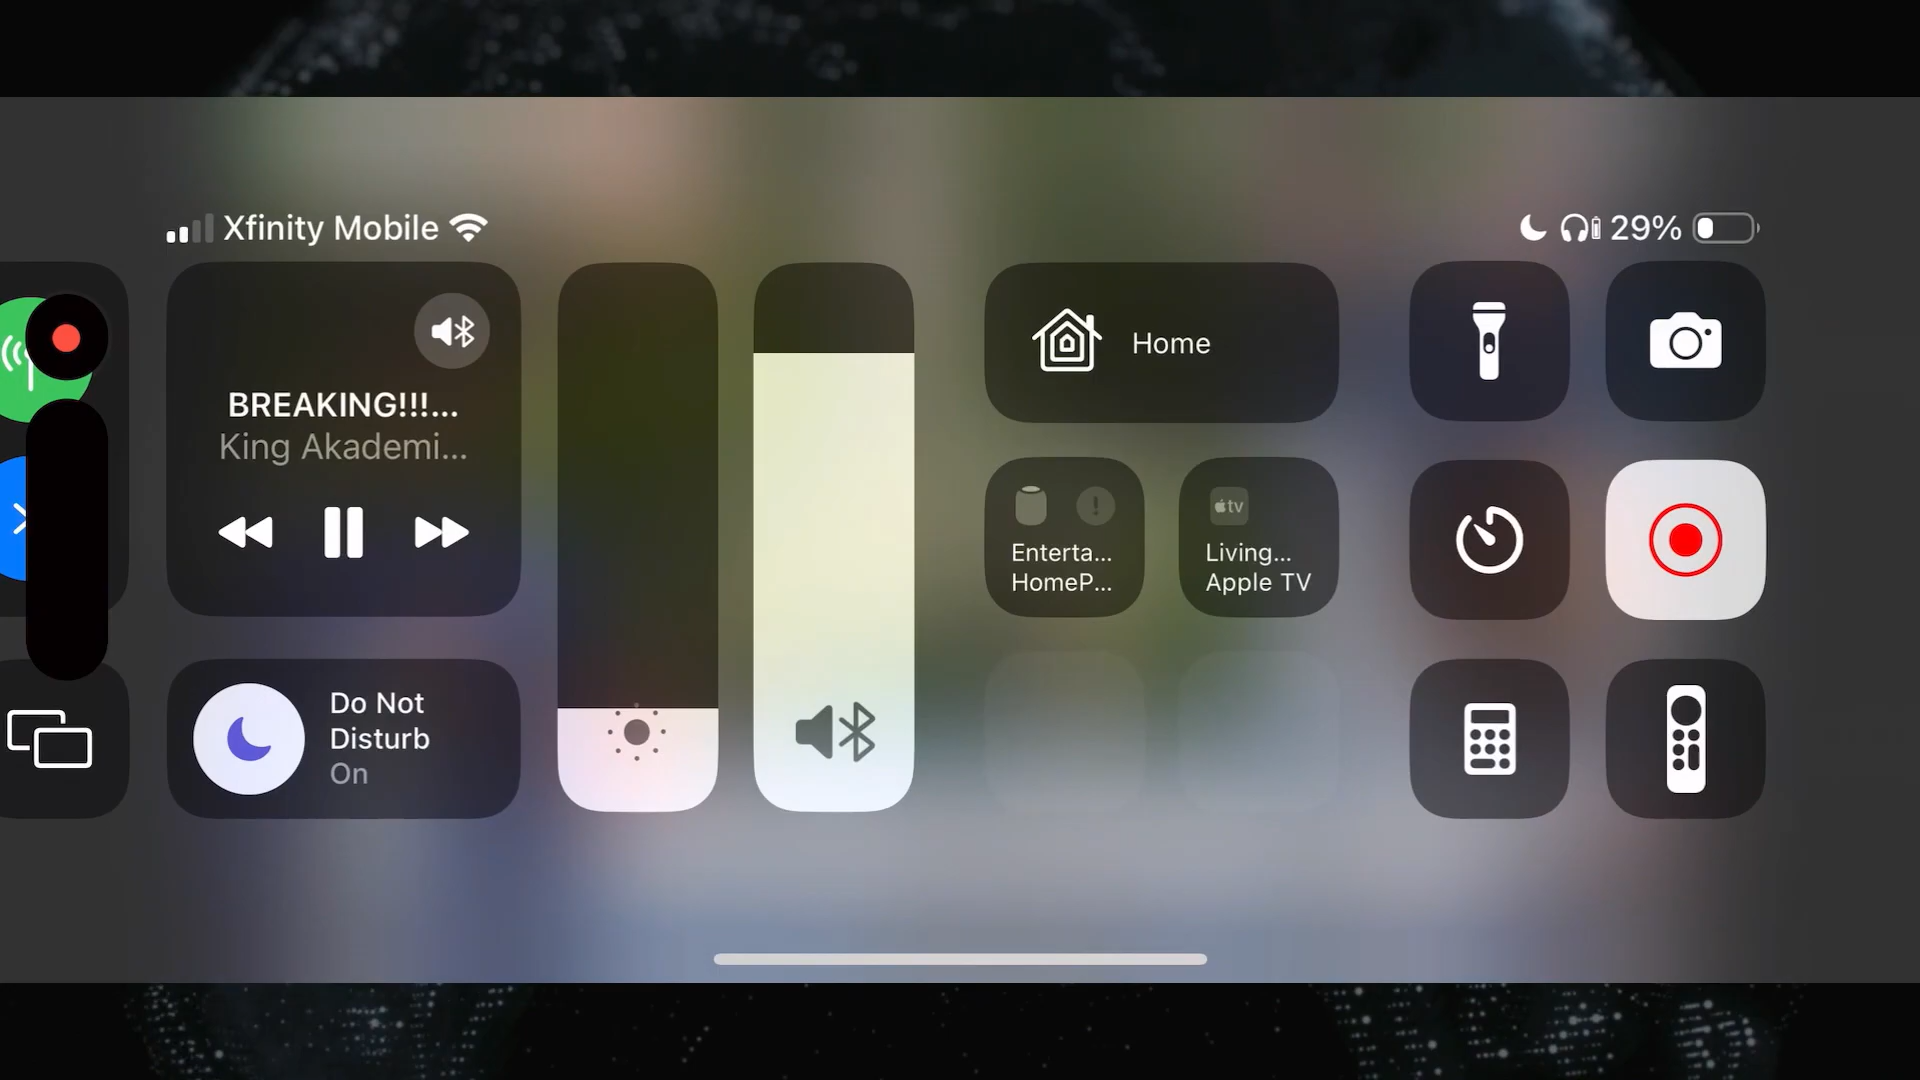 Xfinity Mobile
29%
BREAKING!!!...
King Akademi...
Do Not
Disturb
On
Home
Enterta...
HomeP...
tv
Living...
Apple TV